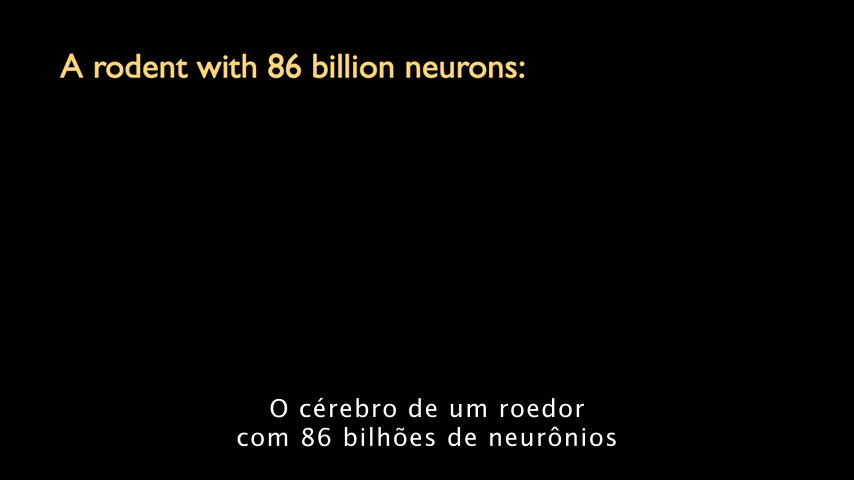 A rodent with 86 billion neurons:
O cérebro de um roedor
com 86 bilhões de neurônios